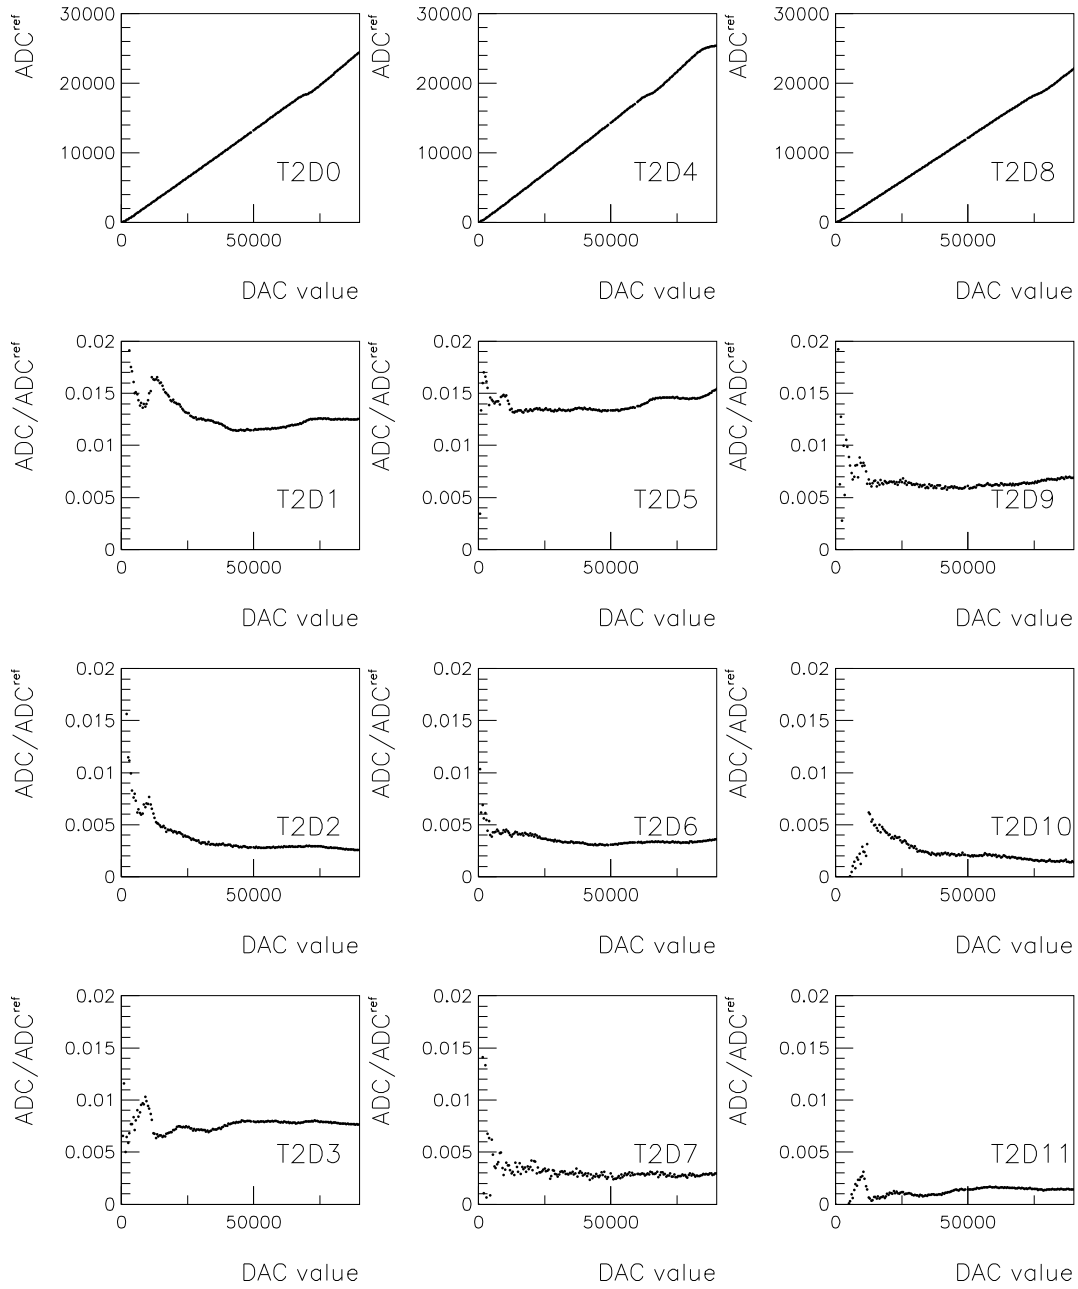 ADC^ref
30000
20000
10000
0
T2D0
0
50000
DAC value
ADC^ref
30000
20000
10000
0
T2D4
0
50000
DAC value
ADC^ref
30000
20000
10000
0
T2D8
0
50000
DAC value
ADC/ADC^ref
0.02
0.015
0.01
0.005
0
T2D1
0
50000
DAC value
ADC/ADC^ref
0.02
0.015
0.01
0.005
0
T2D5
0
50000
DAC value
ADC/ADC^ref
0.02
0.015
0.01
0.005
0
T2D9
0
50000
DAC value
ADC/ADC^ref
0.02
0.015
0.01
0.005
0
T2D2
0
50000
DAC value
ADC/ADC^ref
0.02
0.015
0.01
0.005
0
T2D6
0
50000
DAC value
ADC/ADC^ref
0.02
0.015
0.01
0.005
0
T2D10
0
50000
DAC value
ADC/ADC^ref
0.02
0.015
0.01
0.005
0
T2D3
0
50000
DAC value
ADC/ADC^ref
0.02
0.015
0.01
0.005
0
T2D7
0
50000
DAC value
ADC/ADC^ref
0.02
0.015
0.01
0.005
0
T2D11
0
50000
DAC value